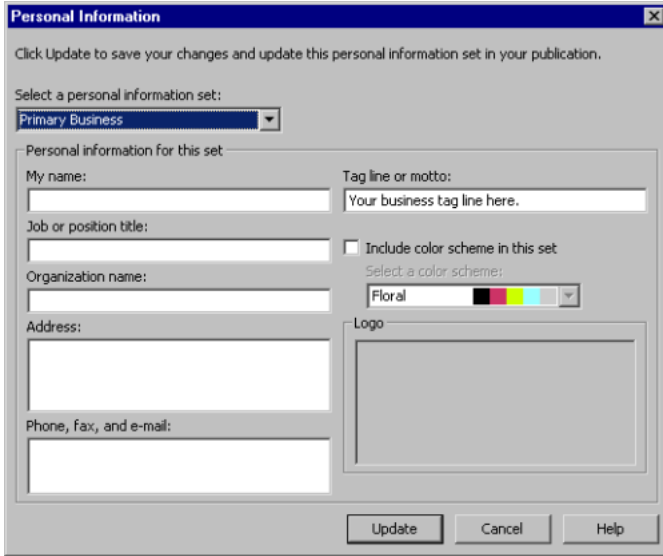 Personal Information
Click Update to save your changes and update this personal information set in your publication.
Select a personal information set:
Primary Business
Personal information for this set
My name:
Job or position title:
Organization name:
Address:
Phone, fax, and e-mail:
Tag line or motto:
Your business tag line here.
Include color scheme in this set
Select a color scheme:
Floral
Logo
Update
Cancel
Help